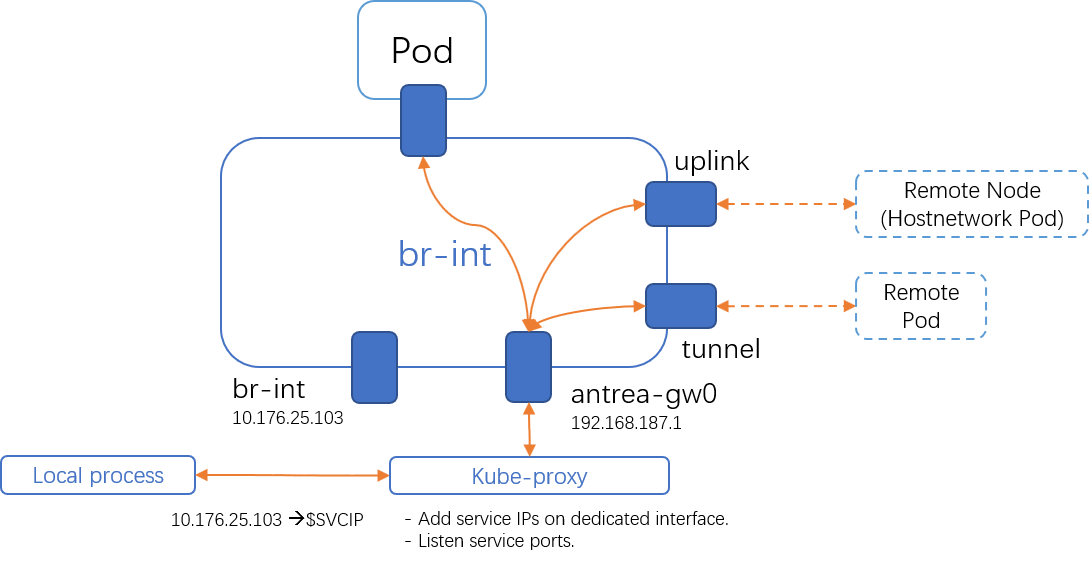 Pod
uplink
Remote Node
(Hostnetwork Pod)
br-int
Remote
Pod
tunnel
br-int
10.176.25.103
antrea-gw0
192.168.187.1
Local process
Kube-proxy
10.176.25.103 →$SVCIP
- Add service IPs on dedicated interface.
- Listen service ports.